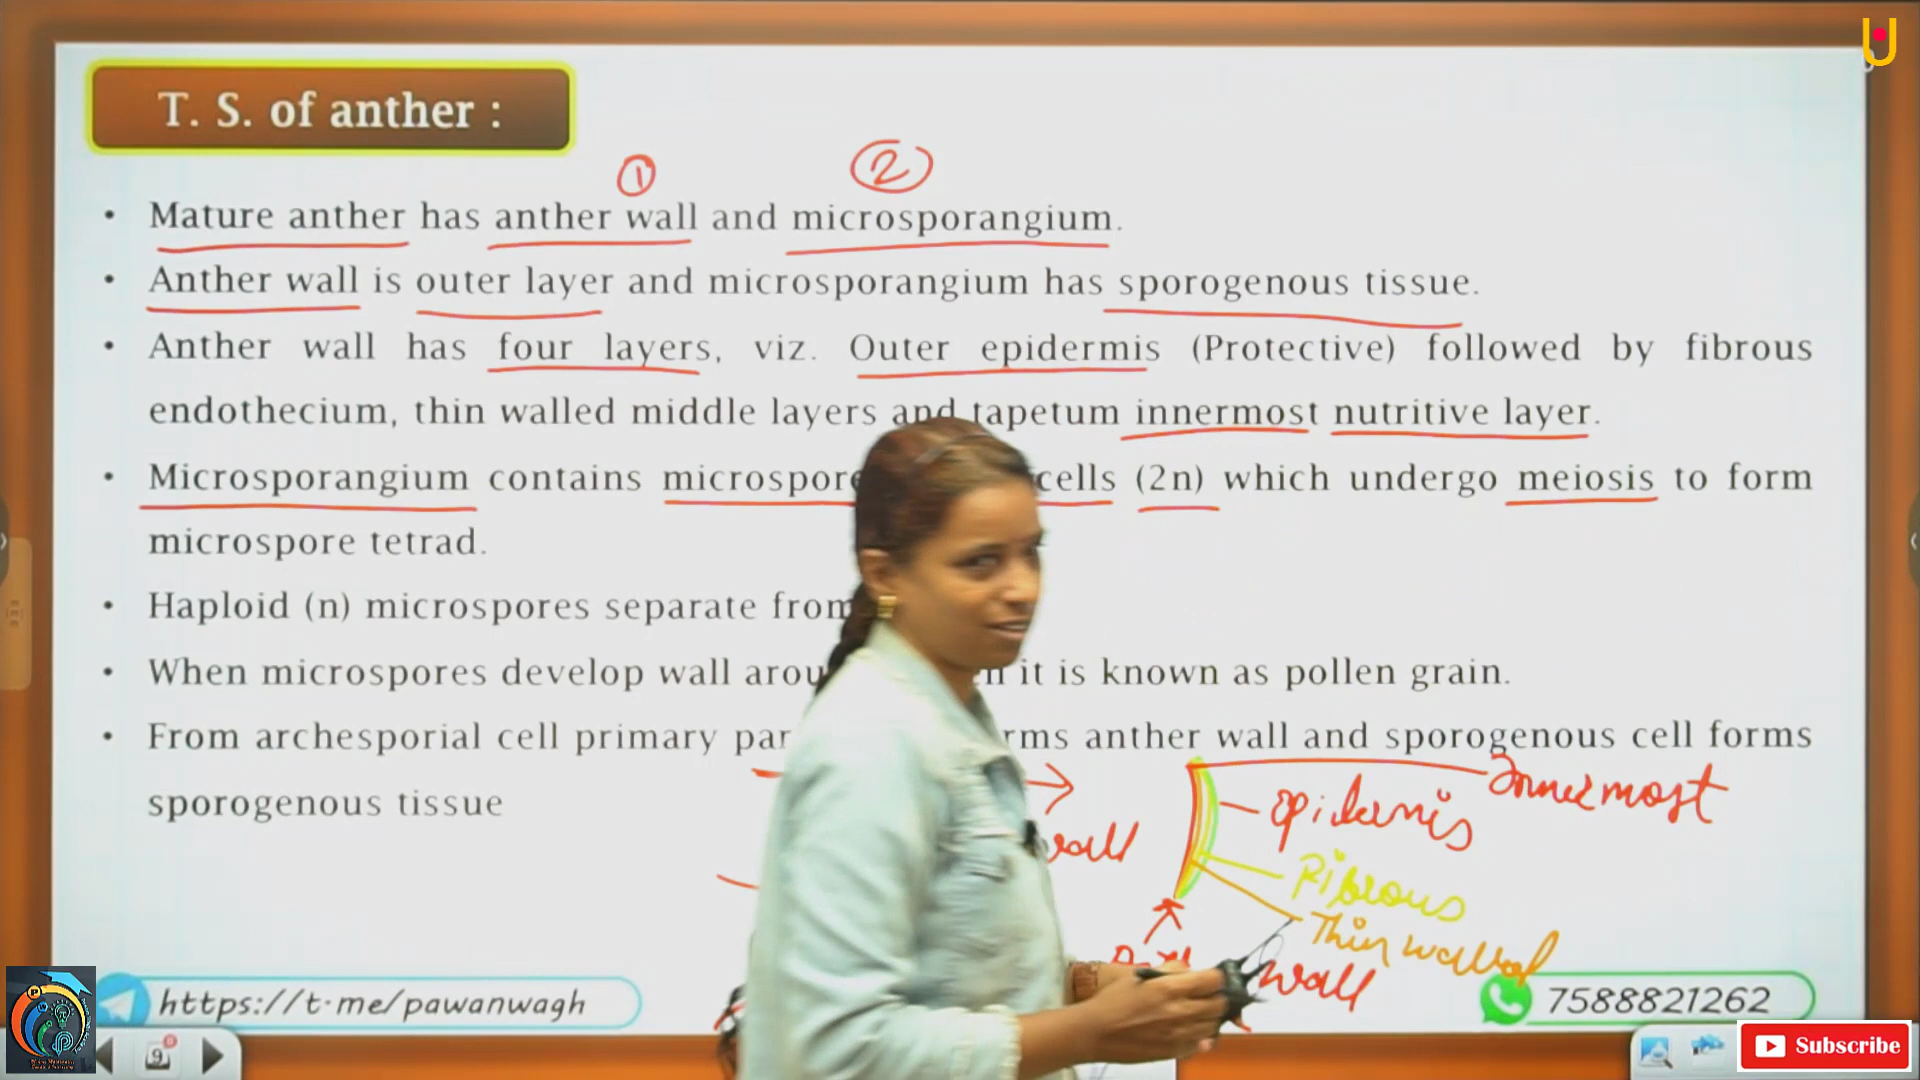 T. S. of anther :
① ②
• Mature anther has anther wall and microsporangium.
• Anther wall is outer layer and microsporangium has sporogenous tissue.
• Anther wall has four layers, viz. Outer epidermis (Protective) followed by fibrous
endothecium, thin walled middle layers and tapetum innermost nutritive layer.
• Microsporangium contains cells (2n) which undergo meiosis to form
microspore tetrad.
• Haploid (n) microspores separate from
• When microspores develop wall it is known as pollen grain.
• From archesporial cell primary anther wall and sporogenous cell forms
sporogenous tissue
Innermost
epidermis
wall
Fibrous
Thin walled
wall
https://t.me/pawanwagh
7588821262
9
Subscribe